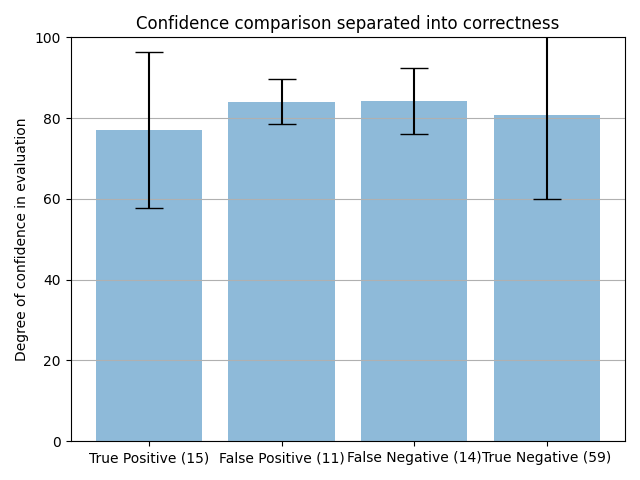 Confidence comparison separated into correctness
Degree of confidence in evaluation
100
80
60
40
20
0
True Positive (15)
False Positive (11)
False Negative (14)
True Negative (59)